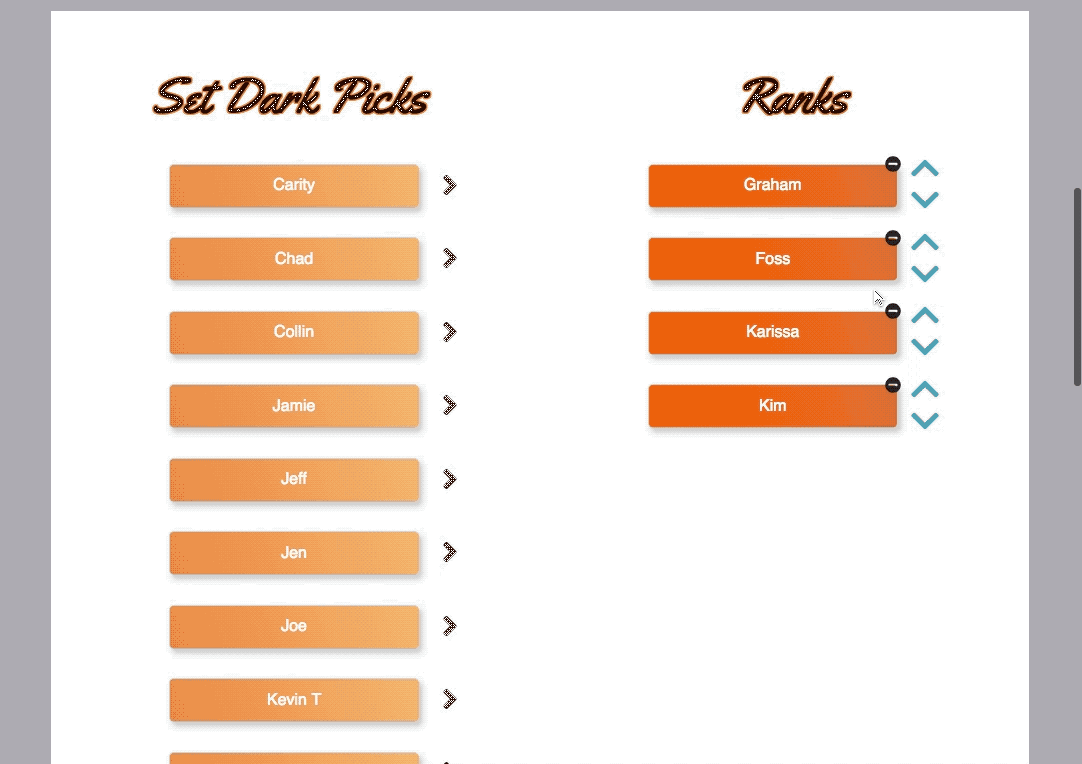 Set Dark Picks
Carity
Chad
Collin
Jamie
Jeff
Jen
Joe
Kevin T
Ranks
Graham
Foss
Karissa
Kim